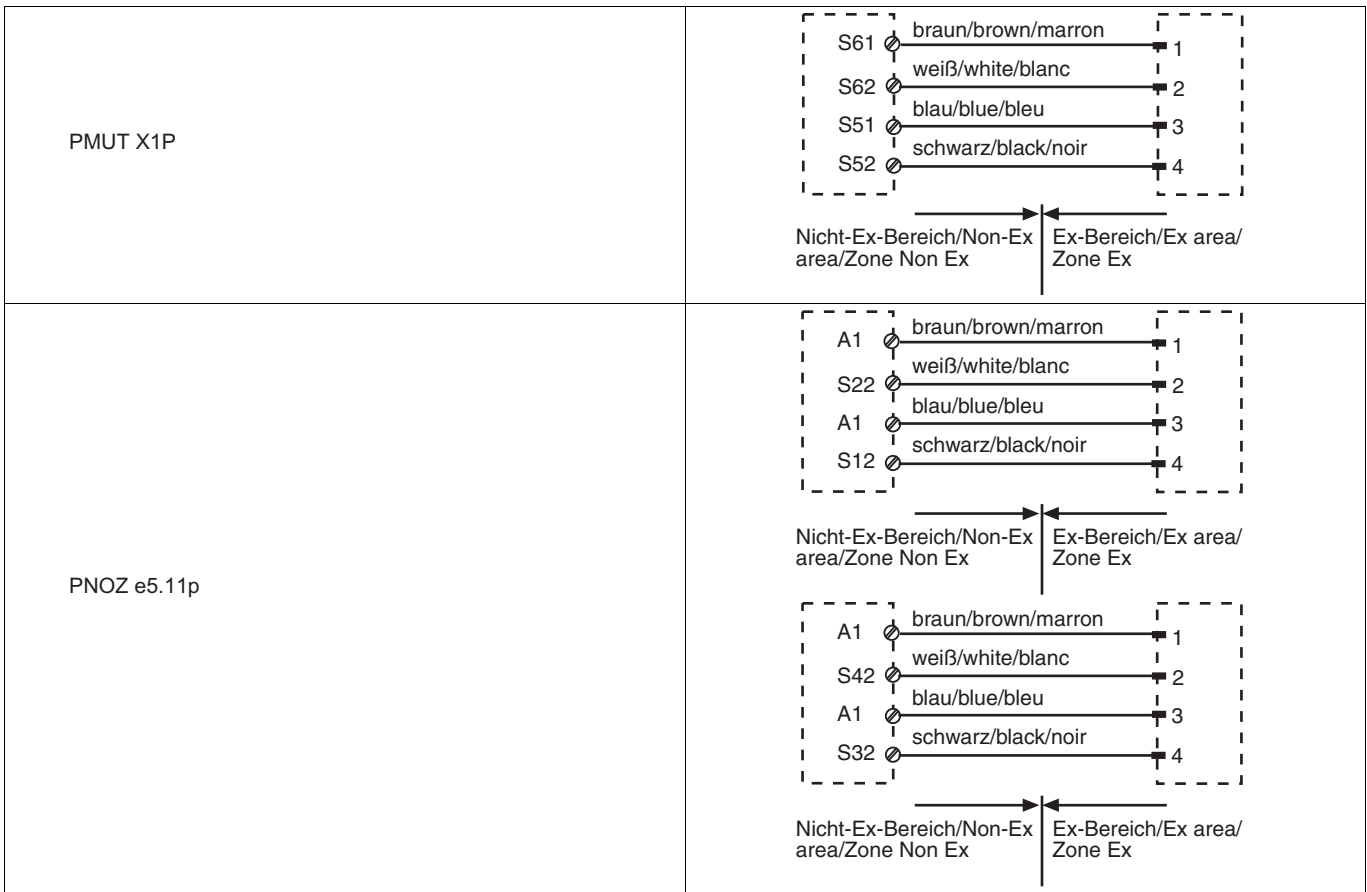 PMUT X1P
braun/brown/marron
S61 1
weiß/white/blanc
S62 2
blau/blue/bleu
S51 3
schwarz/black/noir
S52 4
Nicht-Ex-Bereich/Non-Ex area/Zone Non Ex
Ex-Bereich/Ex area/ Zone Ex
PNOZ e5.11p
braun/brown/marron
A1 1
weiß/white/blanc
S22 2
blau/blue/bleu
A1 3
schwarz/black/noir
S12 4
Nicht-Ex-Bereich/Non-Ex area/Zone Non Ex
Ex-Bereich/Ex area/ Zone Ex
braun/brown/marron
A1 1
weiß/white/blanc
S42 2
blau/blue/bleu
A1 3
schwarz/black/noir
S32 4
Nicht-Ex-Bereich/Non-Ex area/Zone Non Ex
Ex-Bereich/Ex area/ Zone Ex